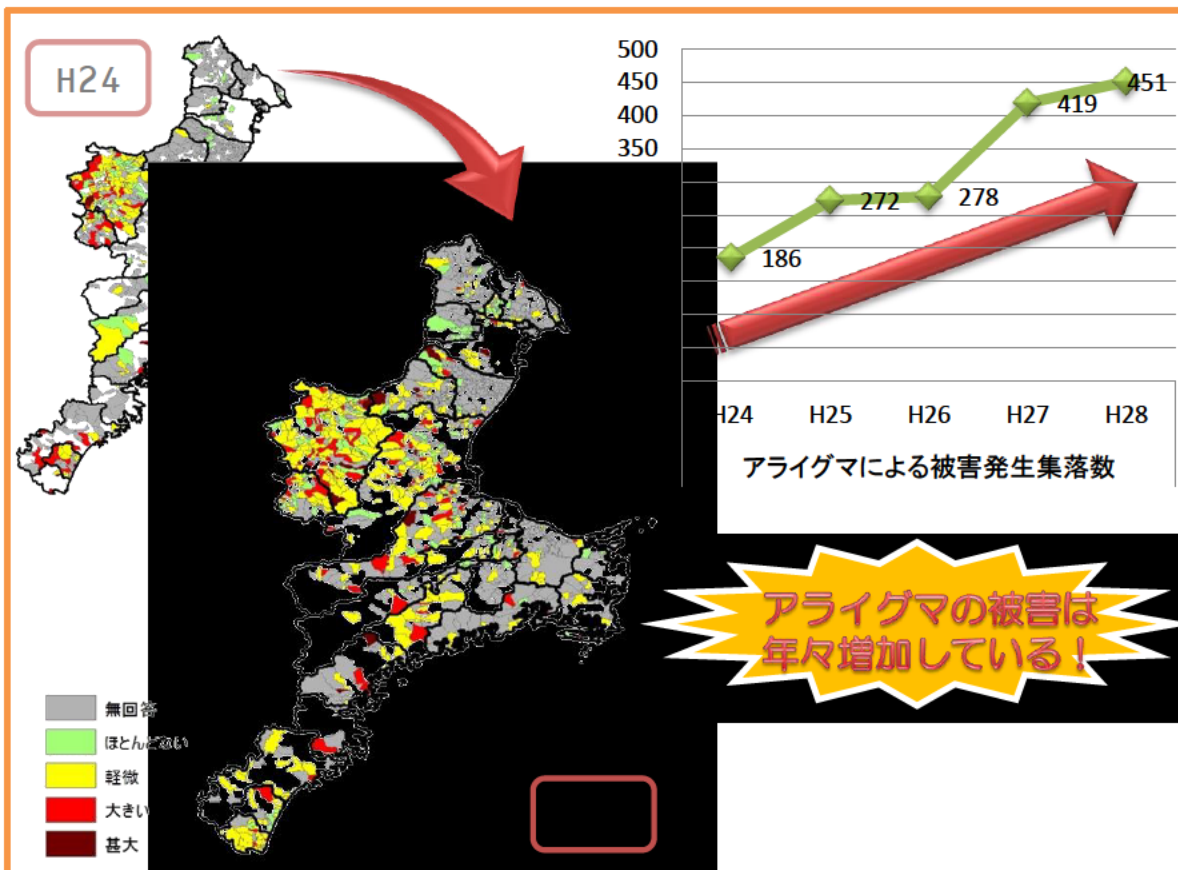 H24
500
450
400
350
451
419
272
278
186
H24
H25
H26
H27
H28
アライグマによる被害発生集落数
アライグマの被害は
年々増加している！
無回答
ほとんどない
軽微
大きい
甚大